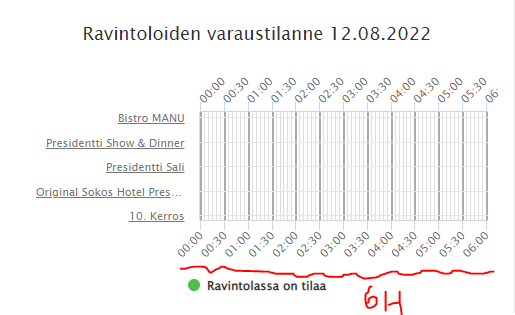 Ravintoloiden varaustilanne 12.08.2022
00:00 00:30 01:00 01:30 02:00 02:30 03:00 03:30 04:00 04:30 05:00 05:30 06:
Bistro MANU
Presidentti Show & Dinner
Presidentti Sali
Original Sokos Hotel Pres...
10. Kerros
00:00 00:30 01:00 01:30 02:00 02:30 03:00 03:30 04:00 04:30 05:00 05:30 06:00
Ravintolassa on tilaa
6H